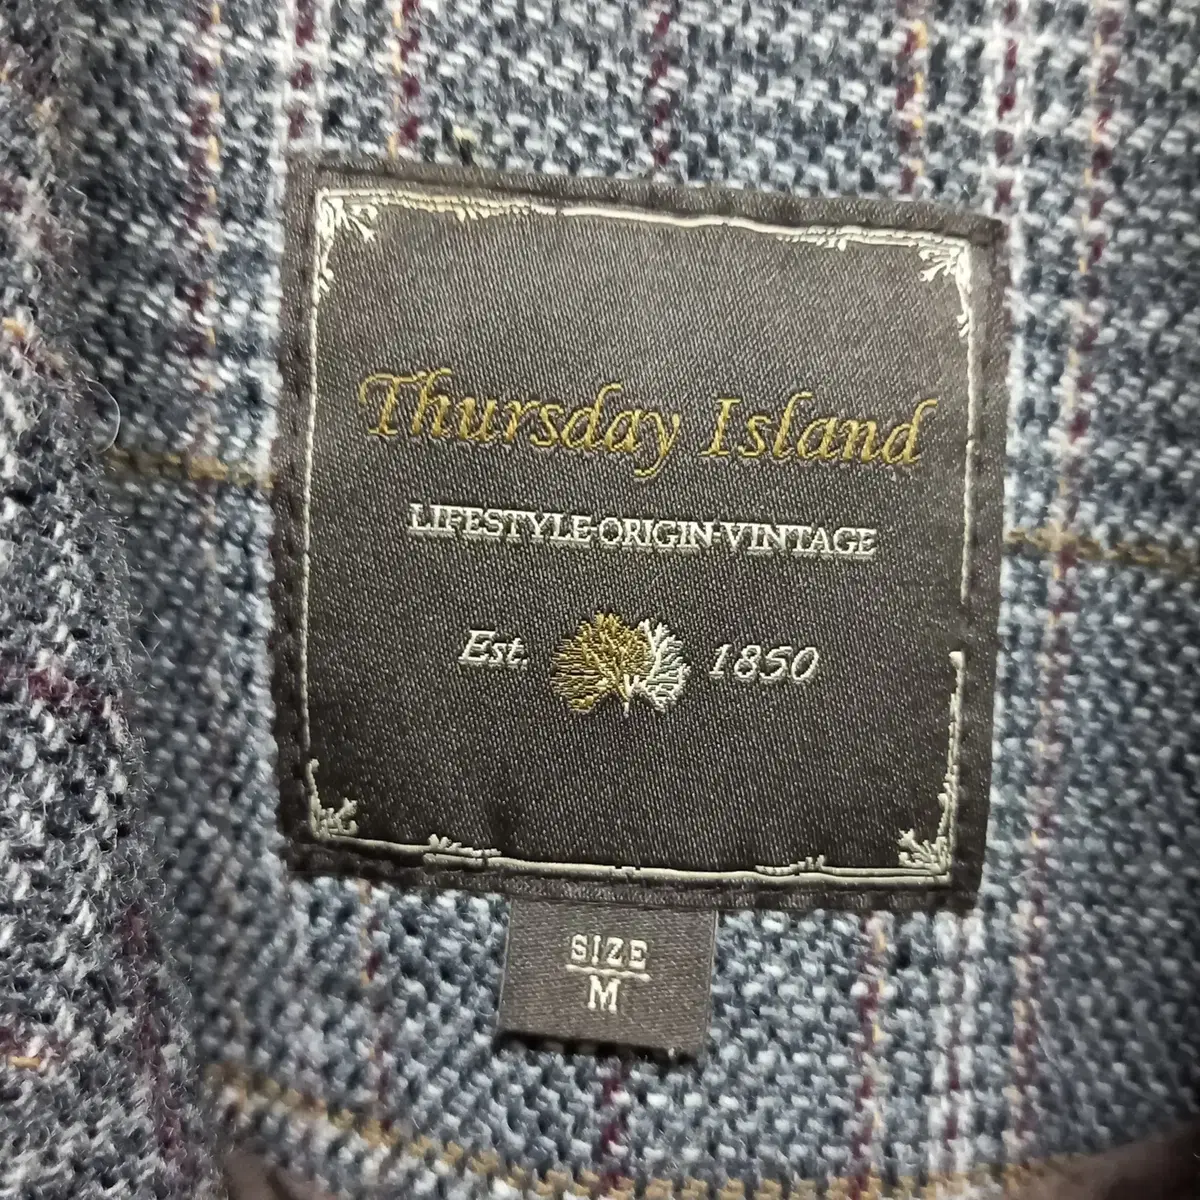 Thursday Island
LIFESTYLE·ORIGIN·VINTAGE
Est. 1850
SIZE
M